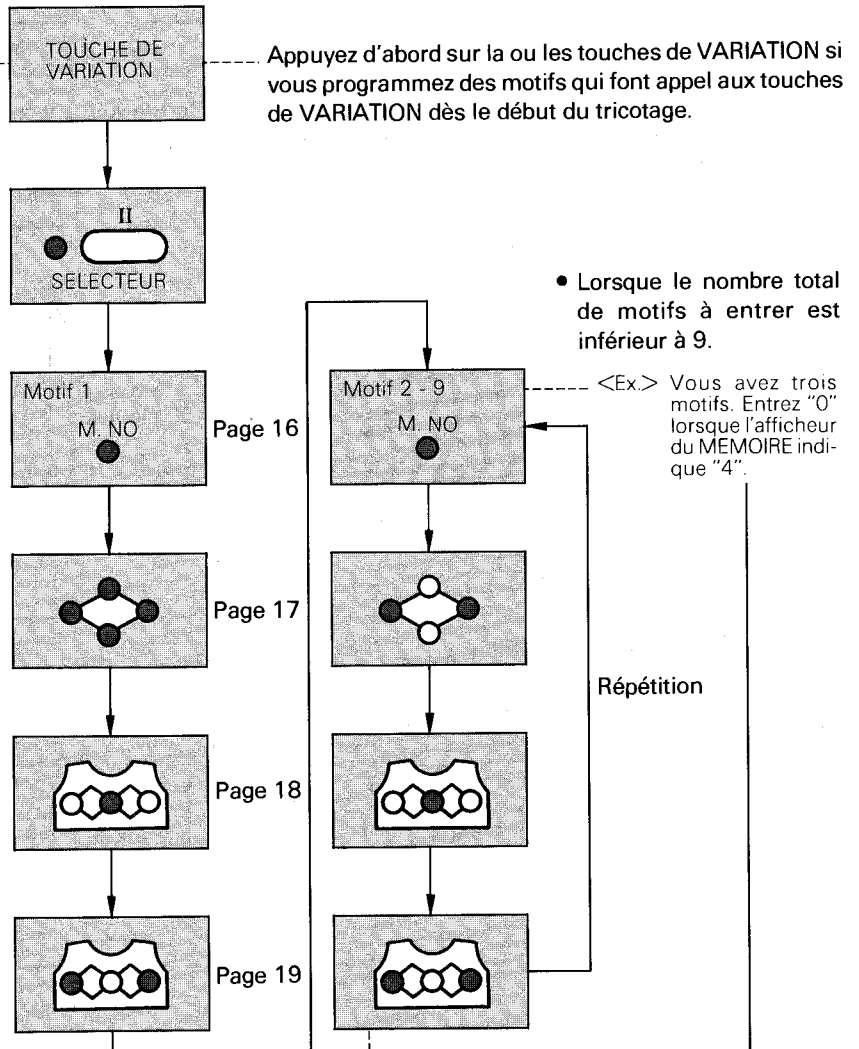 TOUCHE DE
VARIATION
Appuyez d'abord sur la ou les touches de VARIATION si
vous programmez des motifs qui font appel aux touches
de VARIATION dès le début du tricotage.
II
SELECTEUR
• Lorsque le nombre total
de motifs à entrer est
inférieur à 9.
Motif 1
M. NO
Page 16
Motif 2 - 9
M. NO
<Ex.> Vous avez trois
motifs. Entrez "0"
lorsque l'afficheur
du MEMOIRE indi-
que "4".
Page 17
Répétition
Page 18
Page 19